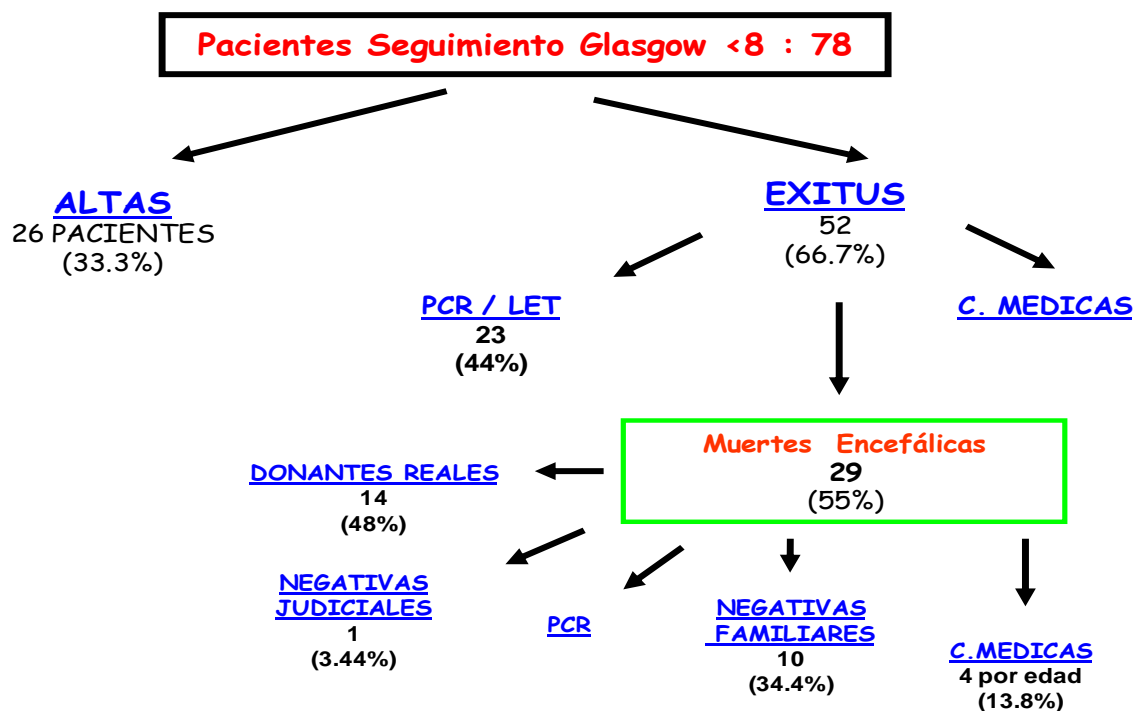 Pacientes Seguimiento Glasgow <8 : 78
ALTAS
26 PACIENTES
(33.3%)
EXITUS
52
(66.7%)
PCR / LET
23
(44%)
C. MEDICAS
Muertes Encefálicas
29
(55%)
DONANTES REALES
14
(48%)
NEGATIVAS
JUDICIALES
1
(3.44%)
PCR
NEGATIVAS
FAMILIARES
10
(34.4%)
C.MEDICAS
4 por edad
(13.8%)